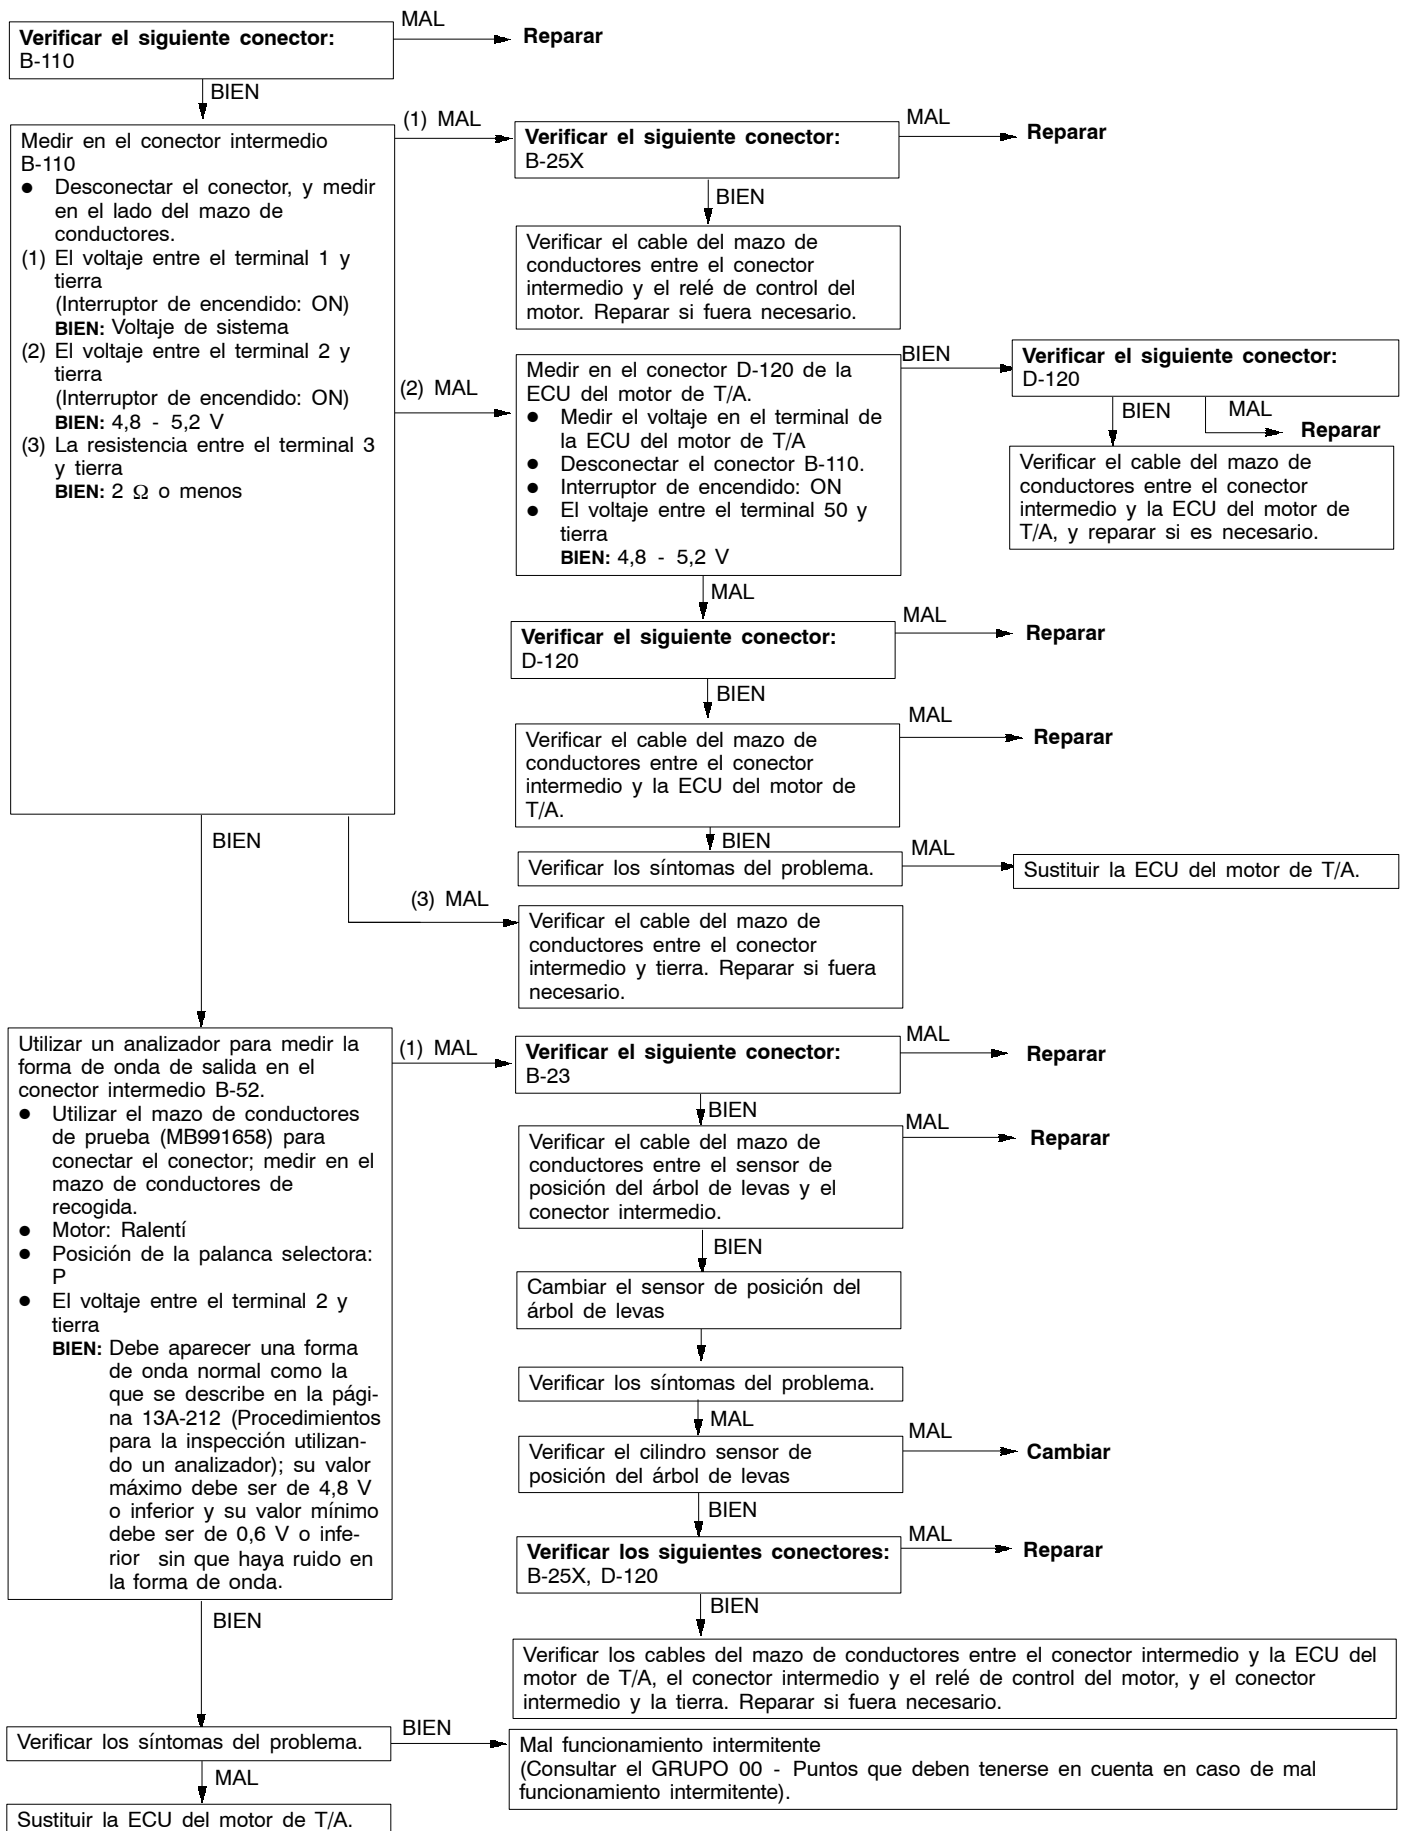 Verificar el siguiente conector:
B-110
MAL
Reparar
BIEN
Medir en el conector intermedio
B-110
● Desconectar el conector, y medir
en el lado del mazo de
conductores.
(1) El voltaje entre el terminal 1 y
tierra
(Interruptor de encendido: ON)
BIEN: Voltaje de sistema
(2) El voltaje entre el terminal 2 y
tierra
(Interruptor de encendido: ON)
BIEN: 4,8 - 5,2 V
(3) La resistencia entre el terminal 3
y tierra
BIEN: 2 Ω o menos
(1) MAL
Verificar el siguiente conector:
B-25X
MAL
Reparar
BIEN
Verificar el cable del mazo de
conductores entre el conector
intermedio y el relé de control del
motor. Reparar si fuera necesario.
(2) MAL
Medir en el conector D-120 de la
ECU del motor de T/A.
● Medir el voltaje en el terminal de
la ECU del motor de T/A
● Desconectar el conector B-110.
● Interruptor de encendido: ON
● El voltaje entre el terminal 50 y
tierra
BIEN: 4,8 - 5,2 V
BIEN
Verificar el siguiente conector:
D-120
BIEN
MAL
Reparar
Verificar el cable del mazo de
conductores entre el conector
intermedio y la ECU del motor de
T/A, y reparar si es necesario.
MAL
Verificar el siguiente conector:
D-120
MAL
Reparar
BIEN
Verificar el cable del mazo de
conductores entre el conector
intermedio y la ECU del motor de
T/A.
MAL
Reparar
BIEN
Verificar los síntomas del problema.
MAL
Sustituir la ECU del motor de T/A.
BIEN
(3) MAL
Verificar el cable del mazo de
conductores entre el conector
intermedio y tierra. Reparar si fuera
necesario.
Utilizar un analizador para medir la
forma de onda de salida en el
conector intermedio B-52.
● Utilizar el mazo de conductores
de prueba (MB991658) para
conectar el conector; medir en el
mazo de conductores de
recogida.
● Motor: Ralentí
● Posición de la palanca selectora:
P
● El voltaje entre el terminal 2 y
tierra
BIEN: Debe aparecer una forma
de onda normal como la
que se describe en la pági-
na 13A-212 (Procedimientos
para la inspección utilizan-
do un analizador); su valor
máximo debe ser de 4,8 V
o inferior y su valor mínimo
debe ser de 0,6 V o infe-
rior sin que haya ruido en
la forma de onda.
(1) MAL
Verificar el siguiente conector:
B-23
MAL
Reparar
BIEN
Verificar el cable del mazo de
conductores entre el sensor de
posición del árbol de levas y el
conector intermedio.
MAL
Reparar
BIEN
Cambiar el sensor de posición del
árbol de levas
Verificar los síntomas del problema.
MAL
Verificar el cilindro sensor de
posición del árbol de levas
MAL
Cambiar
BIEN
Verificar los siguientes conectores:
B-25X, D-120
MAL
Reparar
BIEN
Verificar los cables del mazo de conductores entre el conector intermedio y la ECU del
motor de T/A, el conector intermedio y el relé de control del motor, y el conector
intermedio y la tierra. Reparar si fuera necesario.
BIEN
Verificar los síntomas del problema.
BIEN
Mal funcionamiento intermitente
(Consultar el GRUPO 00 - Puntos que deben tenerse en cuenta en caso de mal
funcionamiento intermitente).
MAL
Sustituir la ECU del motor de T/A.